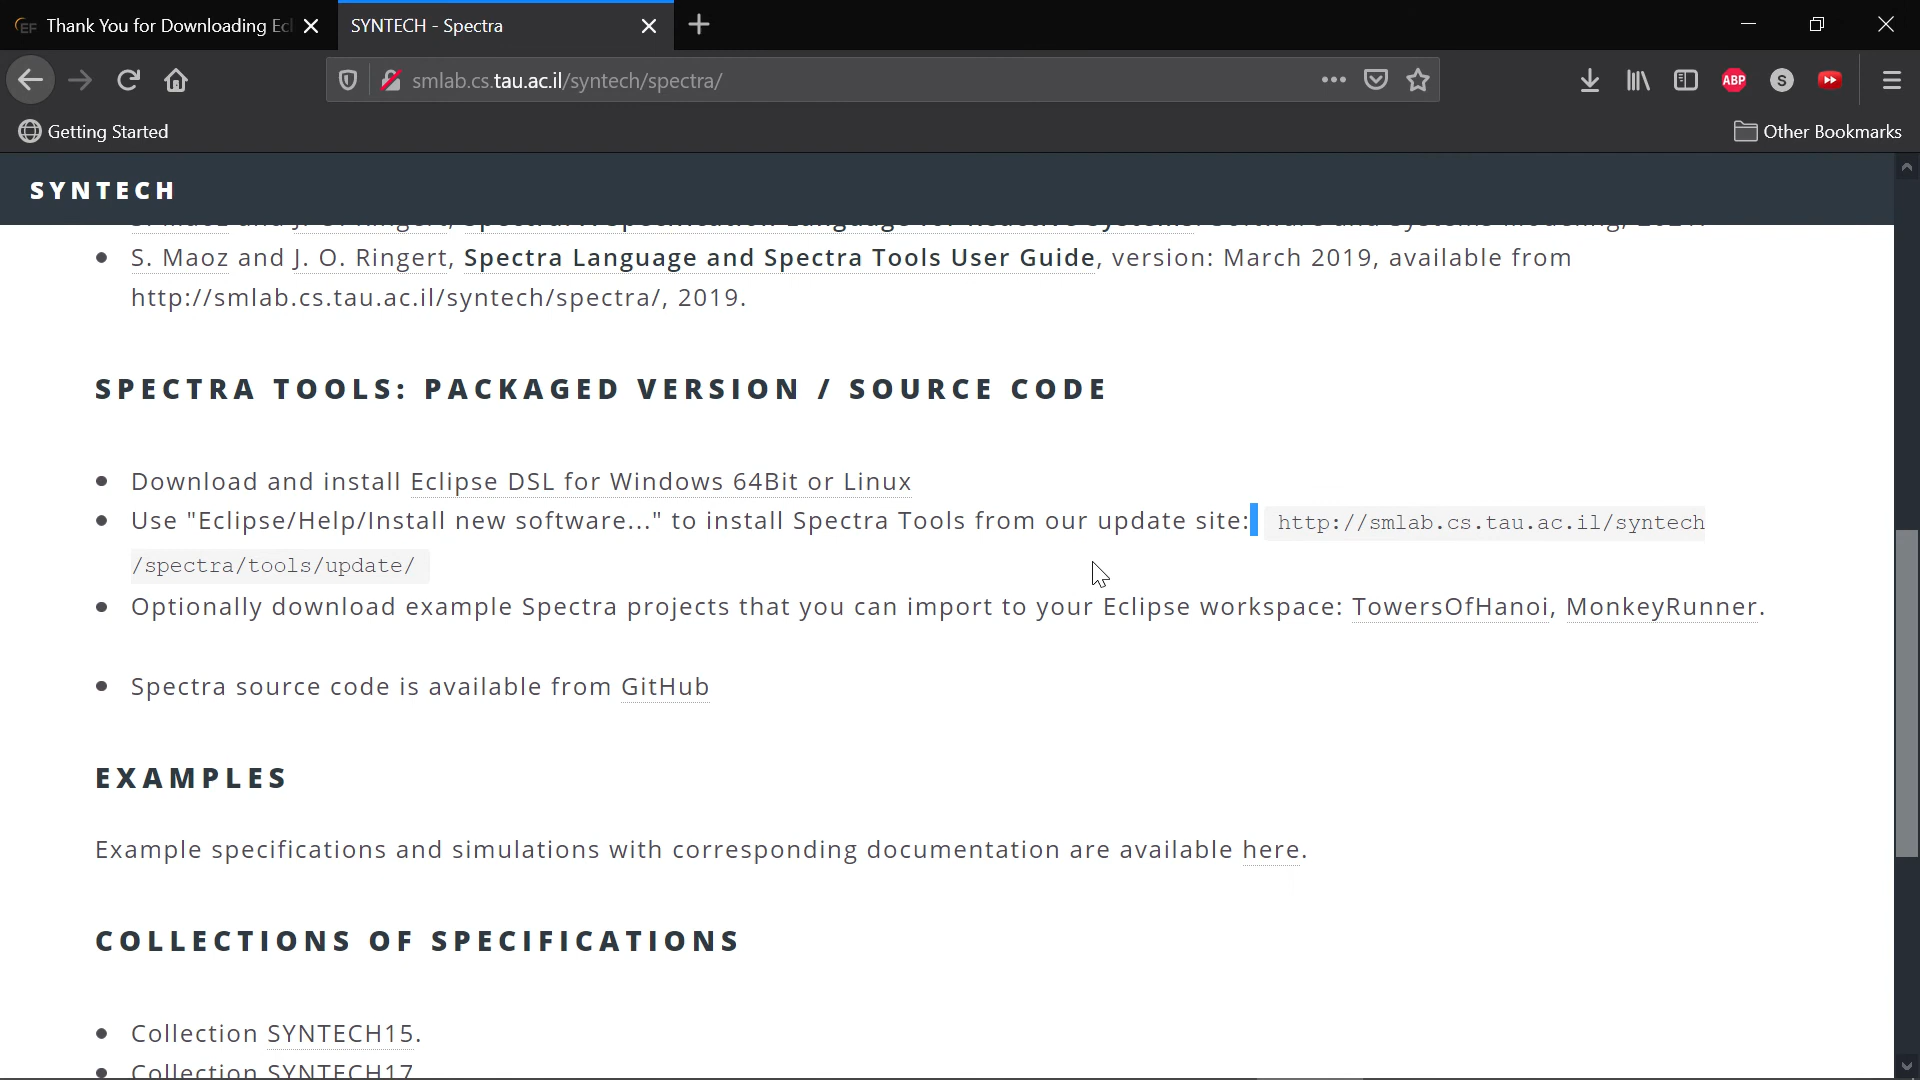 Thank You for Downloading Ecl
SYNTECH - Spectra
smlab.cs.tau.ac.il/syntech/spectra/
ABP
S
Getting Started
Other Bookmarks
SYNTECH
S. Maoz and J. O. Ringert, Spectra Language and Spectra Tools User Guide, version: March 2019, available from
http://smlab.cs.tau.ac.il/syntech/spectra/, 2019.
SPECTRA TOOLS: PACKAGED VERSION / SOURCE CODE
Download and install Eclipse DSL for Windows 64Bit or Linux
Use "Eclipse/Help/Install new software..." to install Spectra Tools from our update site: http://smlab.cs.tau.ac.il/syntech
/spectra/tools/update/
Optionally download example Spectra projects that you can import to your Eclipse workspace: TowersOfHanoi, MonkeyRunner.
Spectra source code is available from GitHub
EXAMPLES
Example specifications and simulations with corresponding documentation are available here.
COLLECTIONS OF SPECIFICATIONS
Collection SYNTECH15.
Collection SYNTECH17